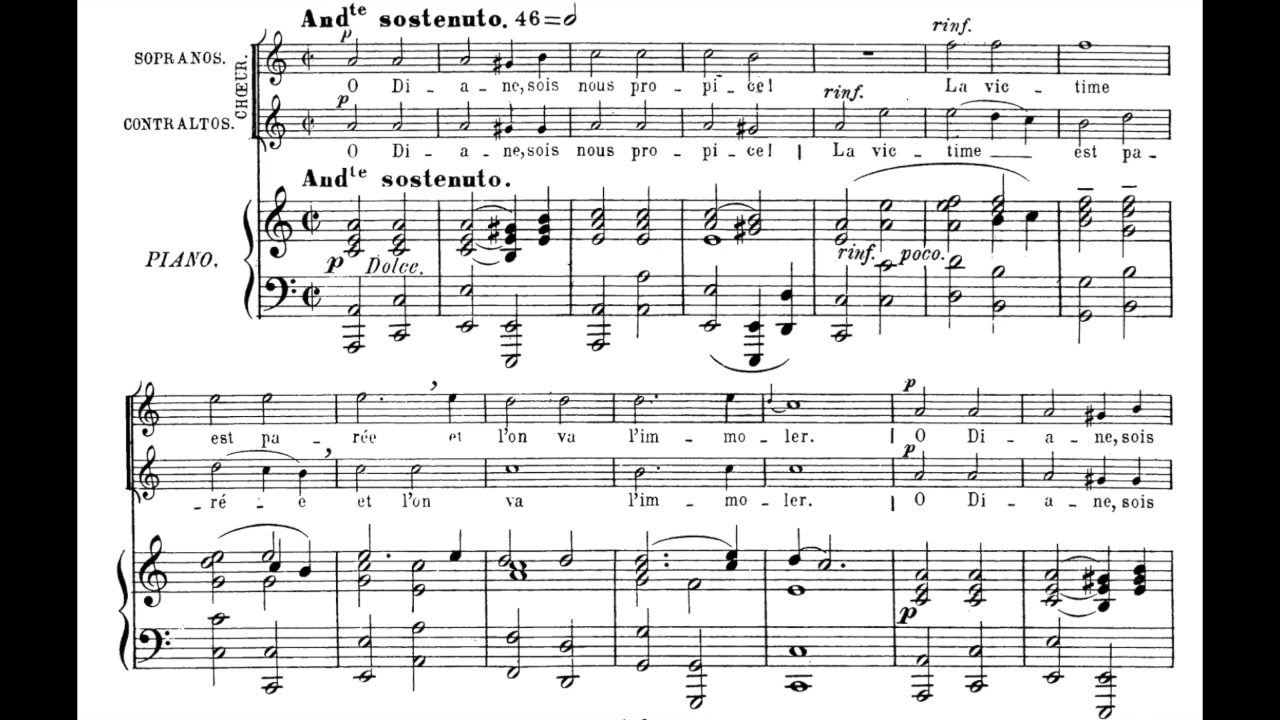 Andte sostenuto. 46=
p
rinf.
SOPRANOS.
CHŒUR.
O Di - a - ne, sois nous pro - pi - ce! La vic - time
p
rinf.
CONTRALTOS.
O Di - a - ne, sois nous pro - pi - ce! La vic - time est pa -
Andte sostenuto.
PIANO.
p Dolce.
rinf. poco.
est pa - rée et l'on va l'im - mo - ler. O Di - a - ne, sois
p
- ré - e et l'on va l'im - mo - ler. O Di - a - ne, sois
p
p